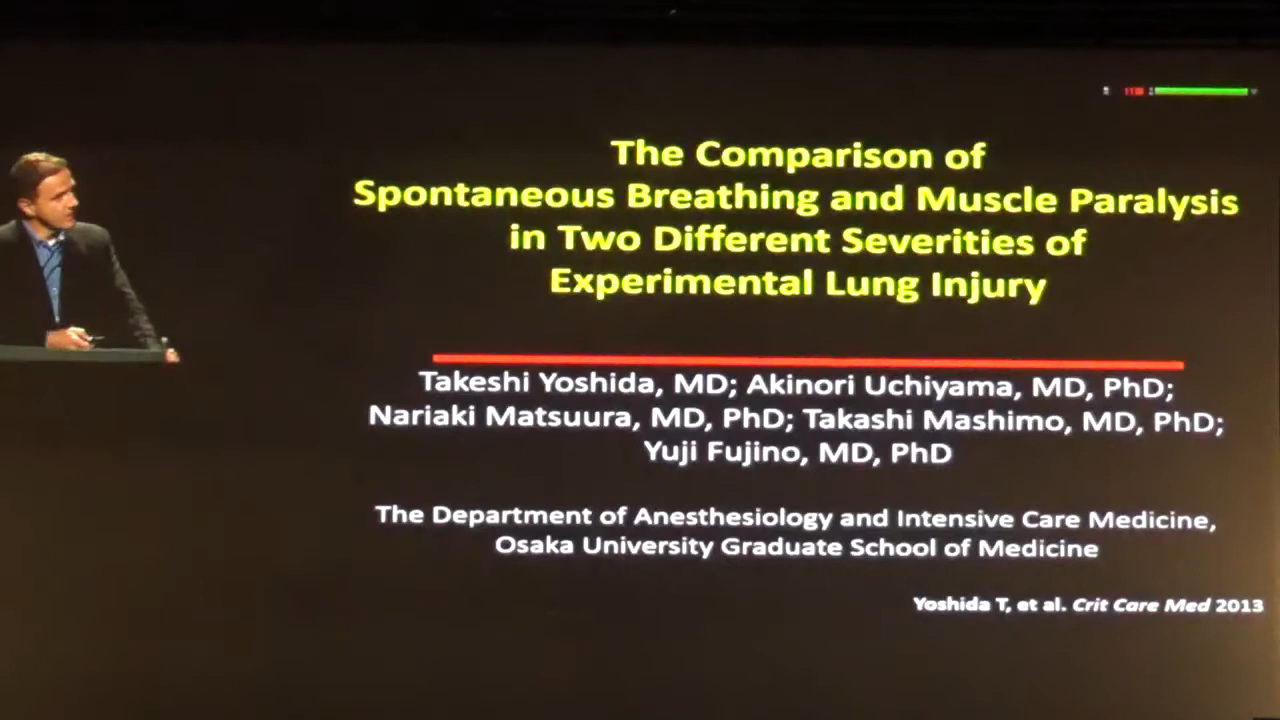 The Comparison of
Spontaneous Breathing and Muscle Paralysis
in Two Different Severities of
Experimental Lung Injury
Takeshi Yoshida, MD; Akinori Uchiyama, MD, PhD;
Nariaki Matsuura, MD, PhD; Takashi Mashimo, MD, PhD;
Yuji Fujino, MD, PhD
The Department of Anesthesiology and Intensive Care Medicine,
Osaka University Graduate School of Medicine
Yoshida T, et al. Crit Care Med 2013